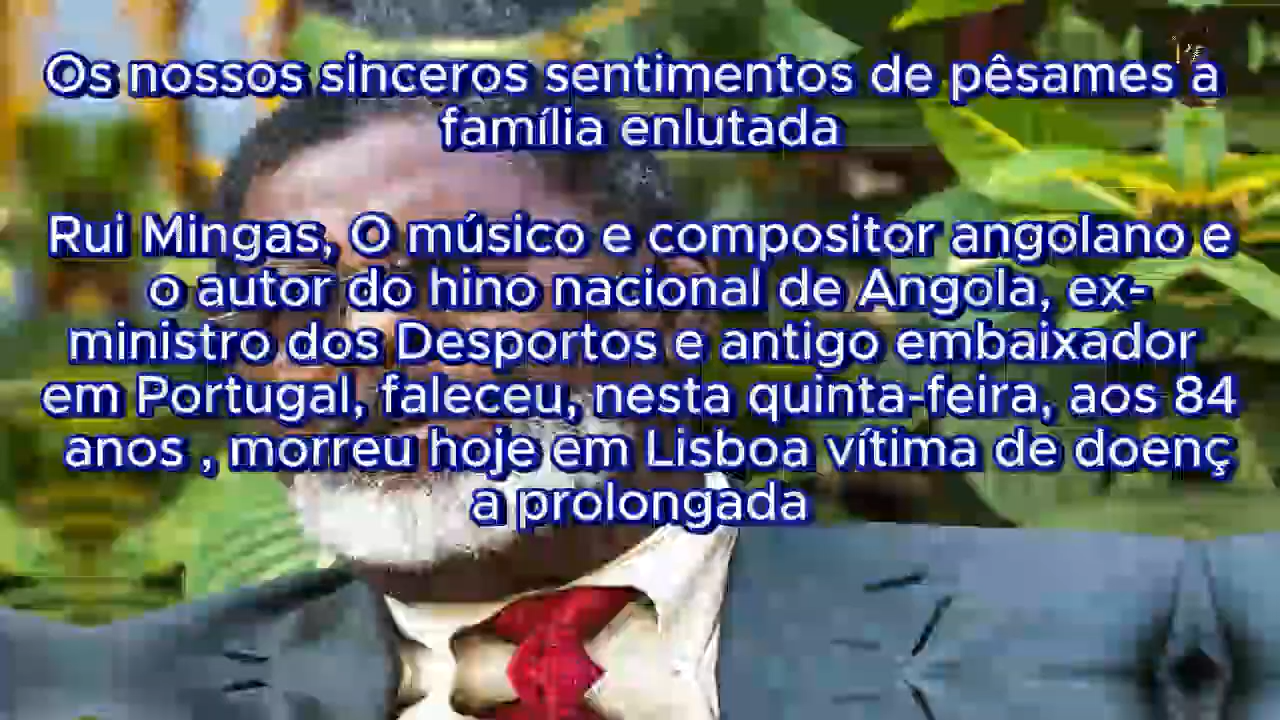 Os nossos sinceros sentimentos de pêsames a
família enlutada
Rui Mingas, O músico e compositor angolano e
o autor do hino nacional de Angola, ex-
ministro dos Desportos e antigo embaixador
em Portugal, faleceu, nesta quinta-feira, aos 84
anos , morreu hoje em Lisboa vítima de doenç
a prolongada